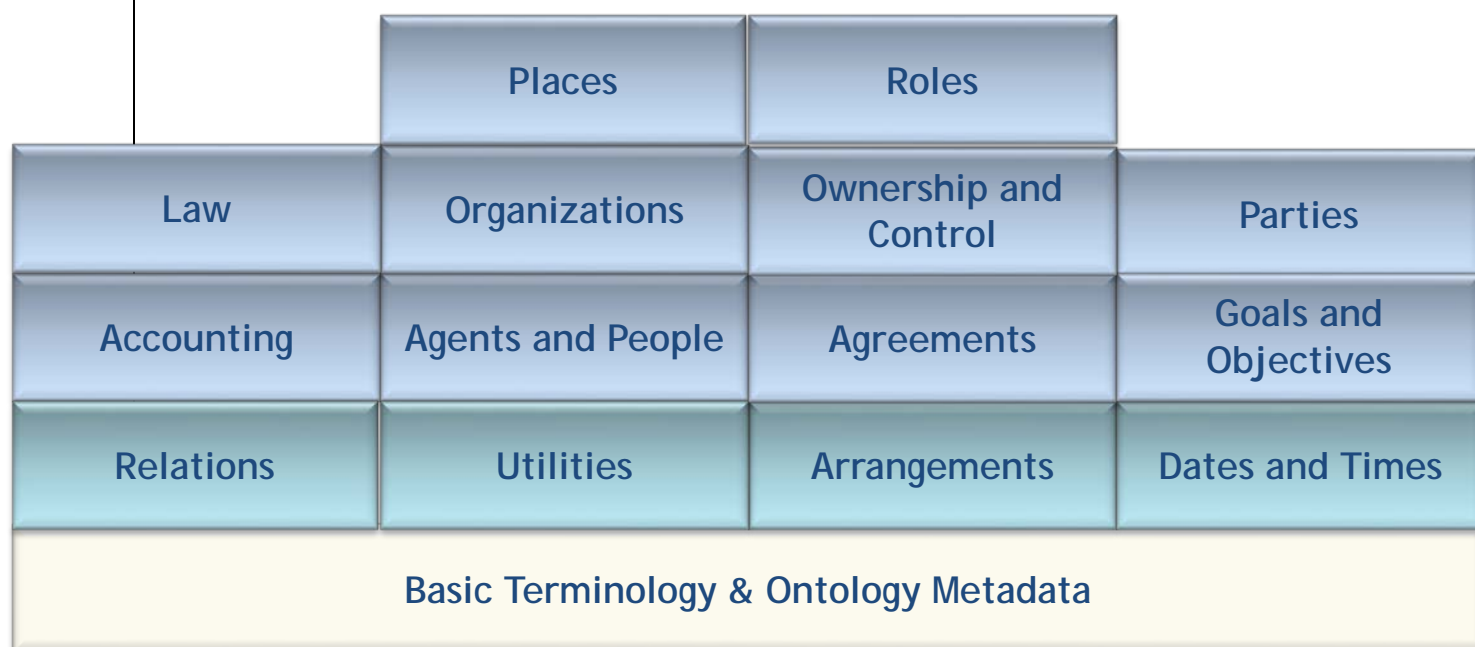 Places
Roles
Law
Organizations
Ownership and
Control
Parties
Accounting
Agents and People
Agreements
Goals and
Objectives
Relations
Utilities
Arrangements
Dates and Times
Basic Terminology & Ontology Metadata